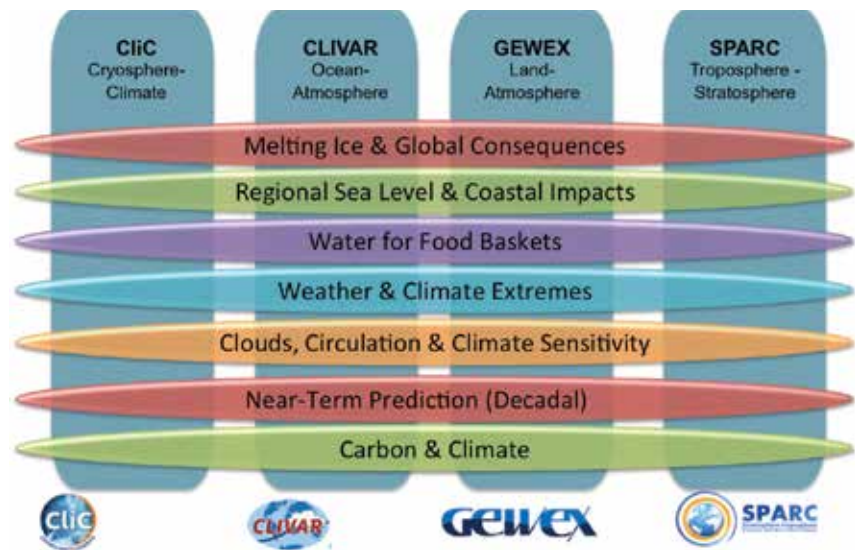 CliC
Cryosphere-
Climate
CLIVAR
Ocean-
Atmosphere
GEWEX
Land-
Atmosphere
SPARC
Troposphere -
Stratosphere
Melting Ice & Global Consequences
Regional Sea Level & Coastal Impacts
Water for Food Baskets
Weather & Climate Extremes
Clouds, Circulation & Climate Sensitivity
Near-Term Prediction (Decadal)
Carbon & Climate
CliC
CLIVAR
GEWEX
SPARC